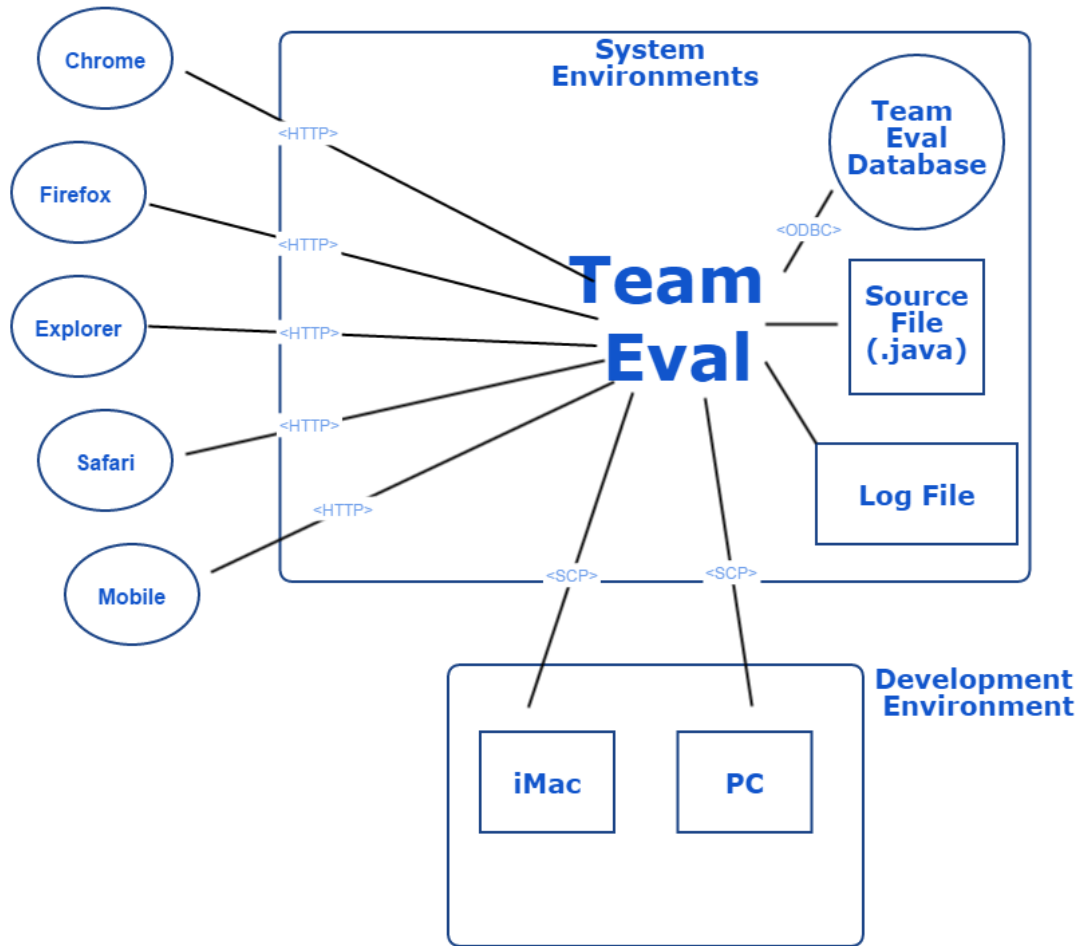 Chrome
System
Environments
Team
Eval
Database
<HTTP>
Firefox
<HTTP>
<ODBC>
Team
Eval
Source
File
(.java)
Explorer
<HTTP>
Safari
<HTTP>
Log File
<HTTP>
Mobile
<SCP>
<SCP>
Development
Environment
iMac
PC